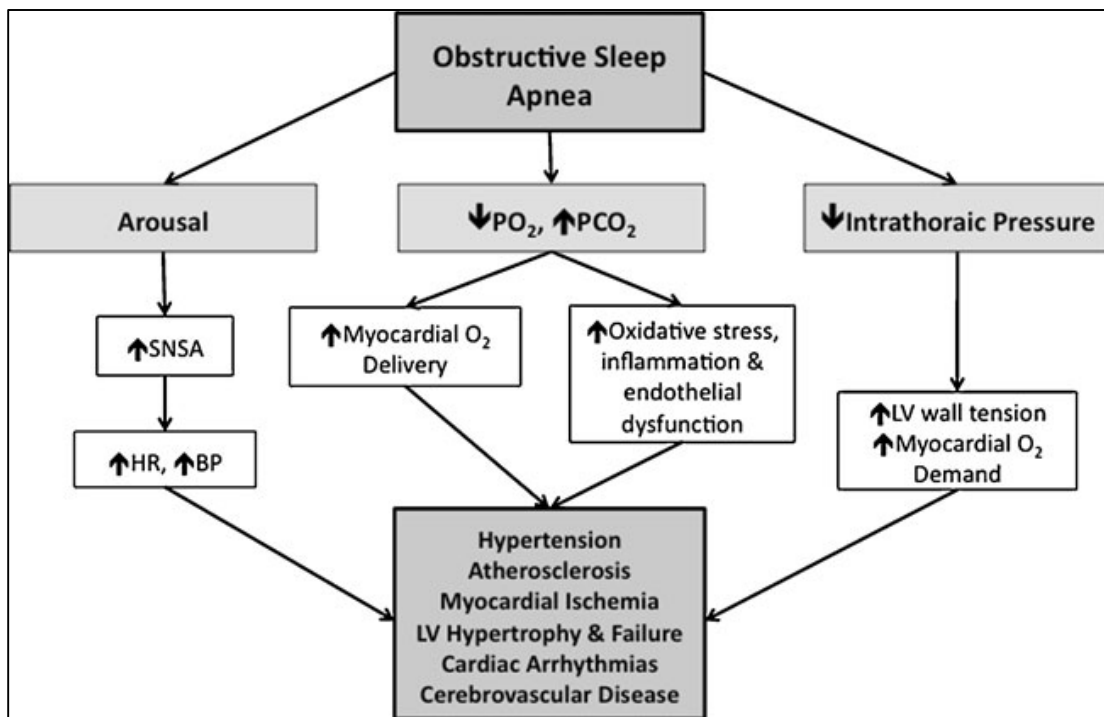 Obstructive Sleep
Apnea
Arousal
🡻PO₂, 🡹PCO₂
🡻Intrathoraic Pressure
🡹SNSA
🡹Myocardial O₂
Delivery
🡹Oxidative stress,
inflammation &
endothelial
dysfunction
🡹LV wall tension
🡹Myocardial O₂
Demand
🡹HR, 🡹BP
Hypertension
Atherosclerosis
Myocardial Ischemia
LV Hypertrophy & Failure
Cardiac Arrhythmias
Cerebrovascular Disease